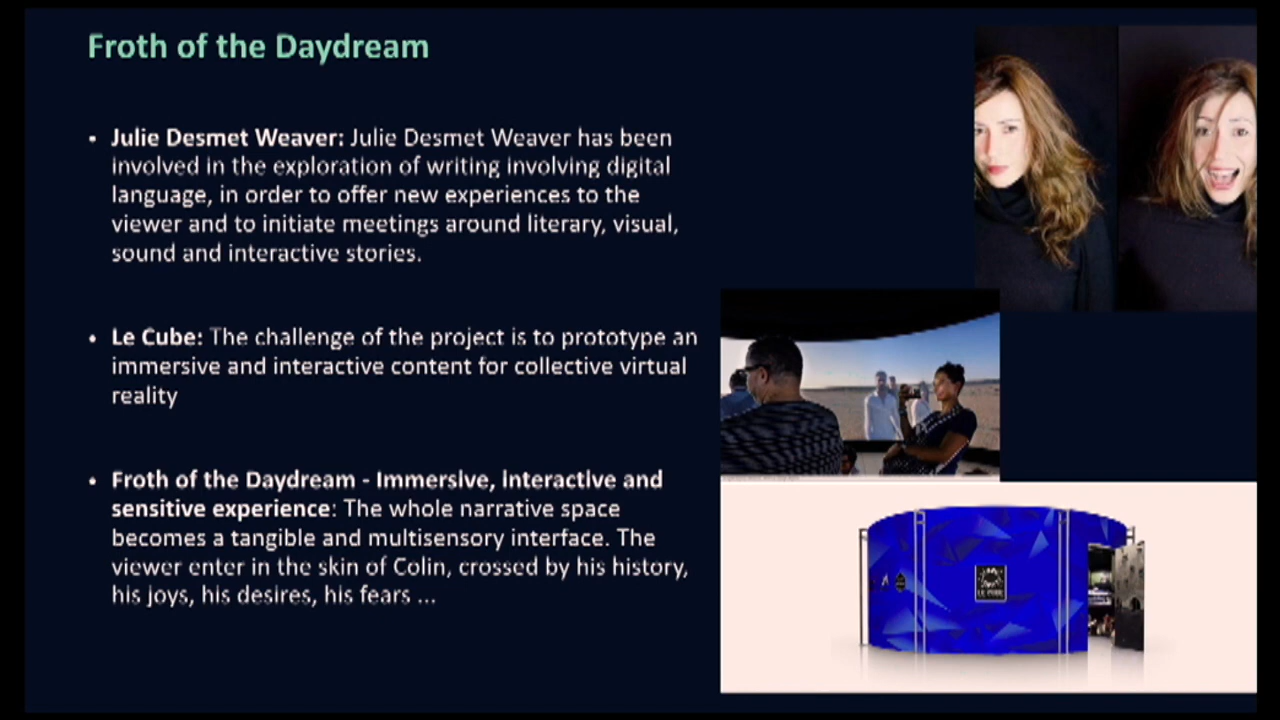 Froth of the Daydream
• Julie Desmet Weaver: Julie Desmet Weaver has been
involved in the exploration of writing involving digital
language, in order to offer new experiences to the
viewer and to initiate meetings around literary, visual,
sound and interactive stories.
• Le Cube: The challenge of the project is to prototype an
immersive and interactive content for collective virtual
reality
• Froth of the Daydream - Immersive, interactive and
sensitive experience: The whole narrative space
becomes a tangible and multisensory interface. The
viewer enter in the skin of Colin, crossed by his history,
his joys, his desires, his fears ...
LE CUBE